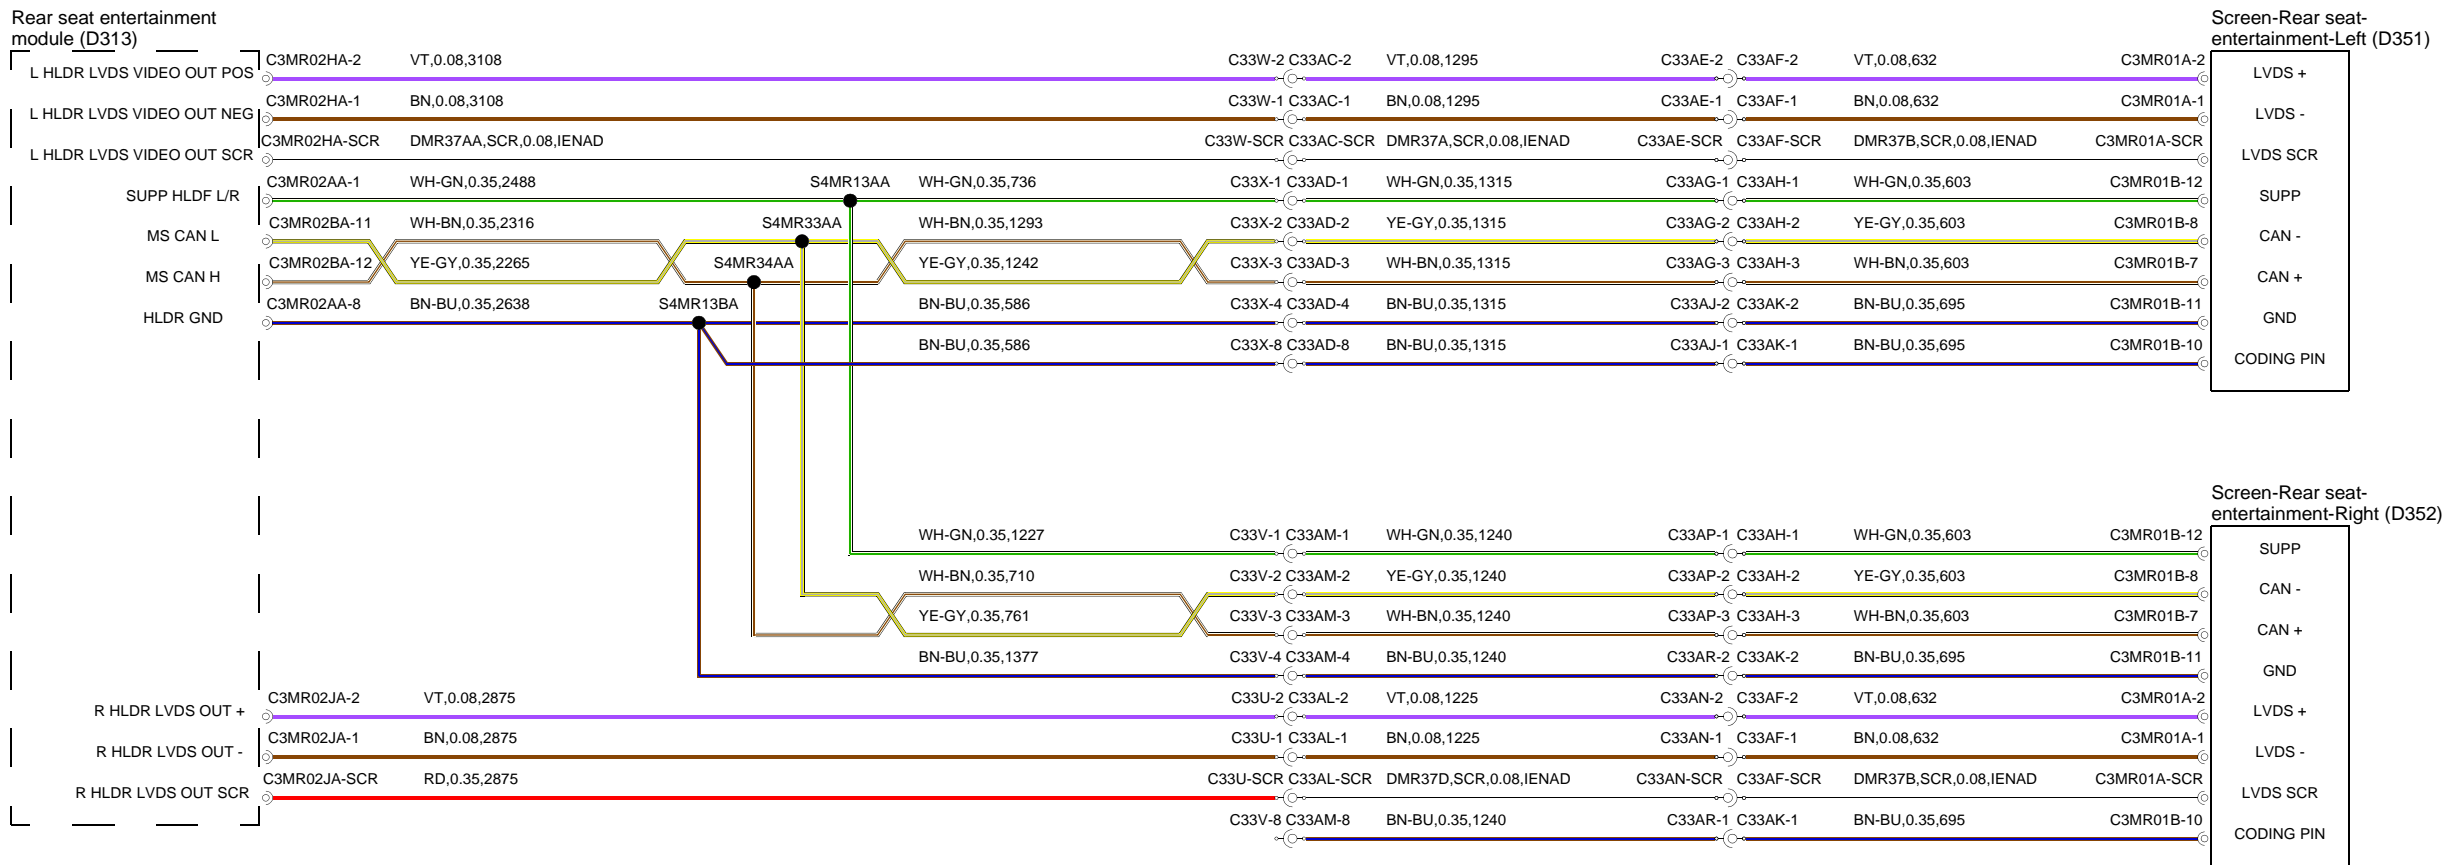 Rear seat entertainment
module (D313)
Screen-Rear seat-
entertainment-Left (D351)
L HLDR LVDS VIDEO OUT POS C3MR02HA-2 VT,0.08,3108 C33W-2 C33AC-2 VT,0.08,1295 C33AE-2 C33AF-2 VT,0.08,632 C3MR01A-2 LVDS +
L HLDR LVDS VIDEO OUT NEG C3MR02HA-1 BN,0.08,3108 C33W-1 C33AC-1 BN,0.08,1295 C33AE-1 C33AF-1 BN,0.08,632 C3MR01A-1 LVDS -
L HLDR LVDS VIDEO OUT SCR C3MR02HA-SCR DMR37AA,SCR,0.08,IENAD C33W-SCR C33AC-SCR DMR37A,SCR,0.08,IENAD C33AE-SCR C33AF-SCR DMR37B,SCR,0.08,IENAD C3MR01A-SCR LVDS SCR
SUPP HLDF L/R C3MR02AA-1 WH-GN,0.35,2488 S4MR13AA WH-GN,0.35,736 C33X-1 C33AD-1 WH-GN,0.35,1315 C33AG-1 C33AH-1 WH-GN,0.35,603 C3MR01B-12 SUPP
MS CAN L C3MR02BA-11 WH-BN,0.35,2316 S4MR33AA WH-BN,0.35,1293 C33X-2 C33AD-2 YE-GY,0.35,1315 C33AG-2 C33AH-2 YE-GY,0.35,603 C3MR01B-8 CAN -
MS CAN H C3MR02BA-12 YE-GY,0.35,2265 S4MR34AA YE-GY,0.35,1242 C33X-3 C33AD-3 WH-BN,0.35,1315 C33AG-3 C33AH-3 WH-BN,0.35,603 C3MR01B-7 CAN +
HLDR GND C3MR02AA-8 BN-BU,0.35,2638 S4MR13BA BN-BU,0.35,586 C33X-4 C33AD-4 BN-BU,0.35,1315 C33AJ-2 C33AK-2 BN-BU,0.35,695 C3MR01B-11 GND
BN-BU,0.35,586 C33X-8 C33AD-8 BN-BU,0.35,1315 C33AJ-1 C33AK-1 BN-BU,0.35,695 C3MR01B-10 CODING PIN
Screen-Rear seat-
entertainment-Right (D352)
WH-GN,0.35,1227 C33V-1 C33AM-1 WH-GN,0.35,1240 C33AP-1 C33AH-1 WH-GN,0.35,603 C3MR01B-12 SUPP
WH-BN,0.35,710 C33V-2 C33AM-2 YE-GY,0.35,1240 C33AP-2 C33AH-2 YE-GY,0.35,603 C3MR01B-8 CAN -
YE-GY,0.35,761 C33V-3 C33AM-3 WH-BN,0.35,1240 C33AP-3 C33AH-3 WH-BN,0.35,603 C3MR01B-7 CAN +
BN-BU,0.35,1377 C33V-4 C33AM-4 BN-BU,0.35,1240 C33AR-2 C33AK-2 BN-BU,0.35,695 C3MR01B-11 GND
R HLDR LVDS OUT + C3MR02JA-2 VT,0.08,2875 C33U-2 C33AL-2 VT,0.08,1225 C33AN-2 C33AF-2 VT,0.08,632 C3MR01A-2 LVDS +
R HLDR LVDS OUT - C3MR02JA-1 BN,0.08,2875 C33U-1 C33AL-1 BN,0.08,1225 C33AN-1 C33AF-1 BN,0.08,632 C3MR01A-1 LVDS -
R HLDR LVDS OUT SCR C3MR02JA-SCR RD,0.35,2875 C33U-SCR C33AL-SCR DMR37D,SCR,0.08,IENAD C33AN-SCR C33AF-SCR DMR37B,SCR,0.08,IENAD C3MR01A-SCR LVDS SCR
C33V-8 C33AM-8 BN-BU,0.35,1240 C33AR-1 C33AK-1 BN-BU,0.35,695 C3MR01B-10 CODING PIN